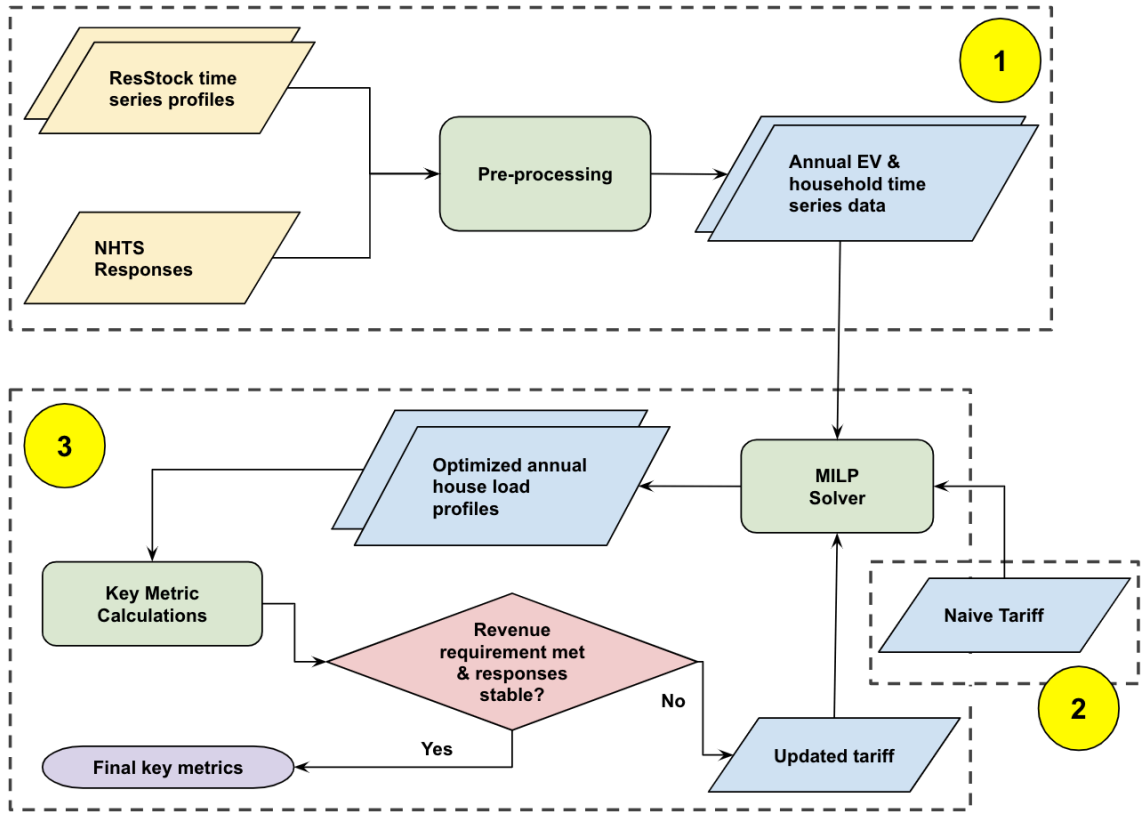 ResStock time
series profiles
1
Pre-processing
Annual EV &
household time
series data
NHTS
Responses
3
Optimized annual
house load
profiles
MILP
Solver
Key Metric
Calculations
Naive Tariff
Revenue
requirement met
& responses
stable?
No
2
Yes
Updated tariff
Final key metrics